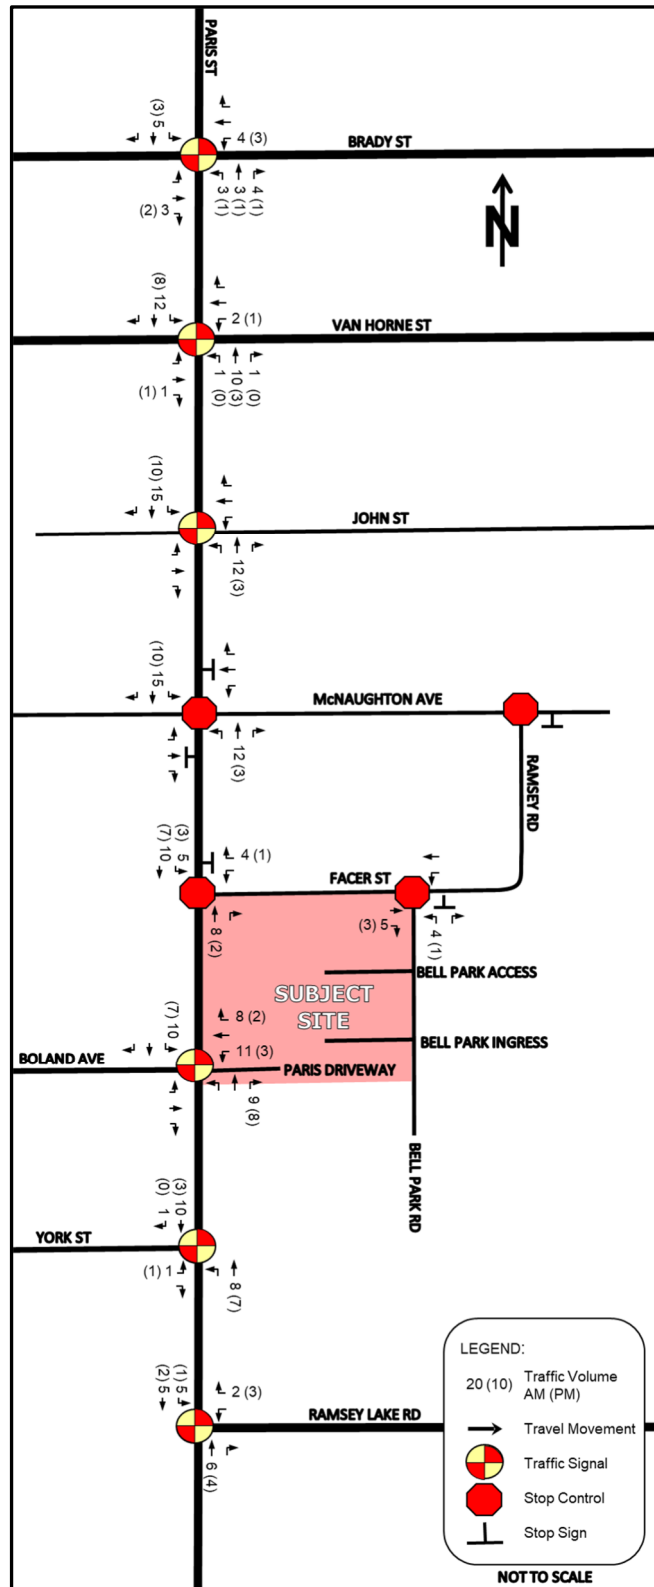 PARIS ST
(3) 5
4 (3)
BRADY ST
(2) 3
3 (1)
3 (1)
4 (1)
N
(8) 12
2 (1)
VAN HORNE ST
(1) 1
1 (0)
10 (3)
1 (0)
(10) 15
JOHN ST
12 (3)
(10) 15
McNAUGHTON AVE
12 (3)
RAMSEY RD
(3) 5
(7) 10
4 (1)
FACER ST
8 (2)
(3) 5
4 (1)
BELL PARK ACCESS
SUBJECT
SITE
(7) 10
8 (2)
BELL PARK INGRESS
BOLAND AVE
11 (3)
PARIS DRIVEWAY
9 (8)
BELL PARK RD
(3) 10
(0) 1
YORK ST
(1) 1
8 (7)
(1) 5
(2) 5
2 (3)
RAMSEY LAKE RD
6 (4)
LEGEND:
20 (10) Traffic Volume
AM (PM)
Travel Movement
Traffic Signal
Stop Control
Stop Sign
NOT TO SCALE